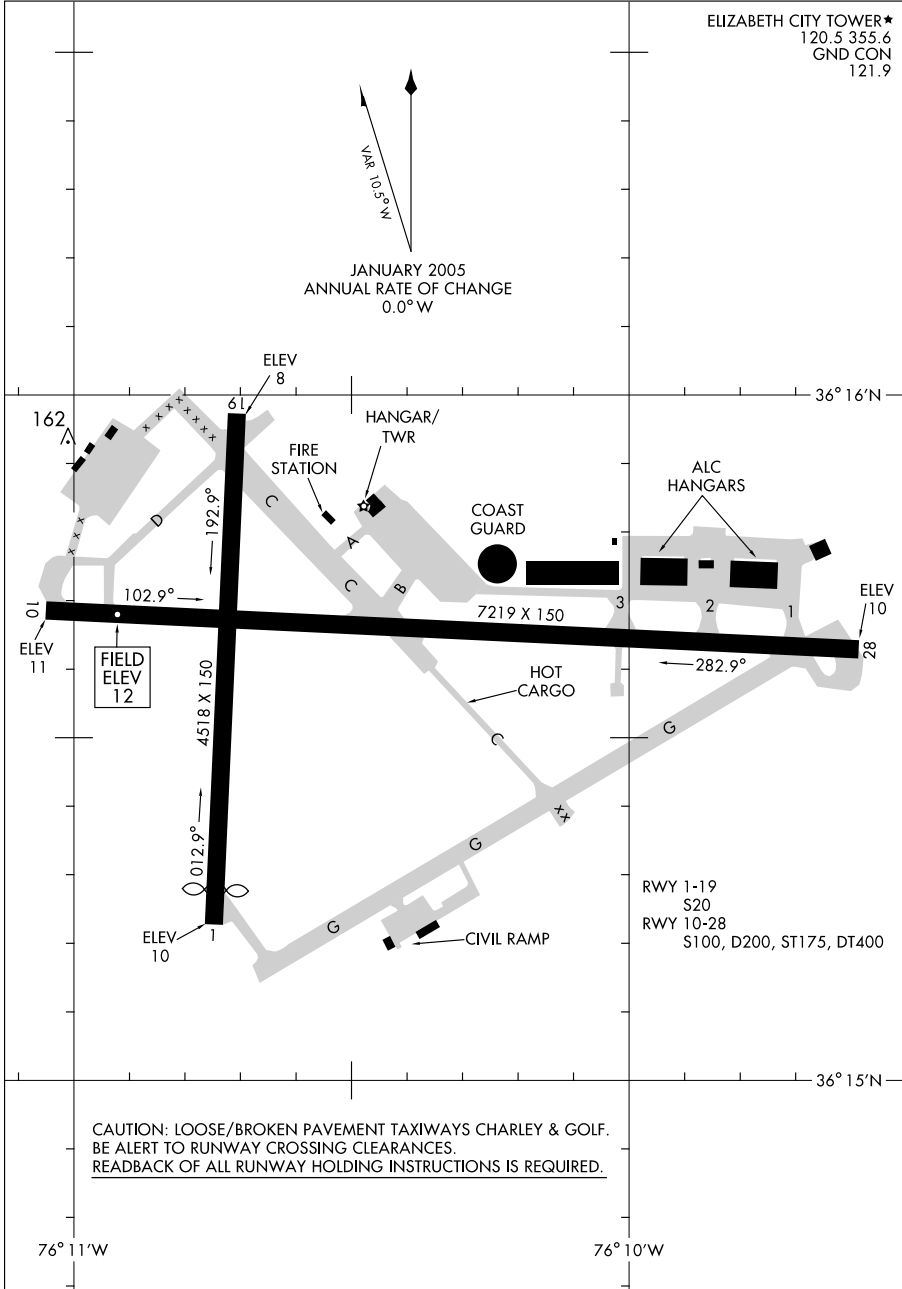 ELIZABETH CITY TOWER★
120.5 355.6
GND CON
121.9
VAR 10.5° W
JANUARY 2005
ANNUAL RATE OF CHANGE
0.0° W
ELEV
8
36° 16'N
162
19
HANGAR/
TWR
FIRE
STATION
ALC
HANGARS
COAST
GUARD
C
D
A
192.9°
C
B
102.9°
10
7219 X 150
3
2
1
ELEV
10
28
ELEV
11
FIELD
ELEV
12
282.9°
HOT
CARGO
4518 X 150
C
G
x x
012.9°
G
RWY 1-19
S20
RWY 10-28
S100, D200, ST175, DT400
G
ELEV
10
1
CIVIL RAMP
36° 15'N
CAUTION: LOOSE/BROKEN PAVEMENT TAXIWAYS CHARLEY & GOLF.
BE ALERT TO RUNWAY CROSSING CLEARANCES.
READBACK OF ALL RUNWAY HOLDING INSTRUCTIONS IS REQUIRED.
76° 11'W
76° 10'W